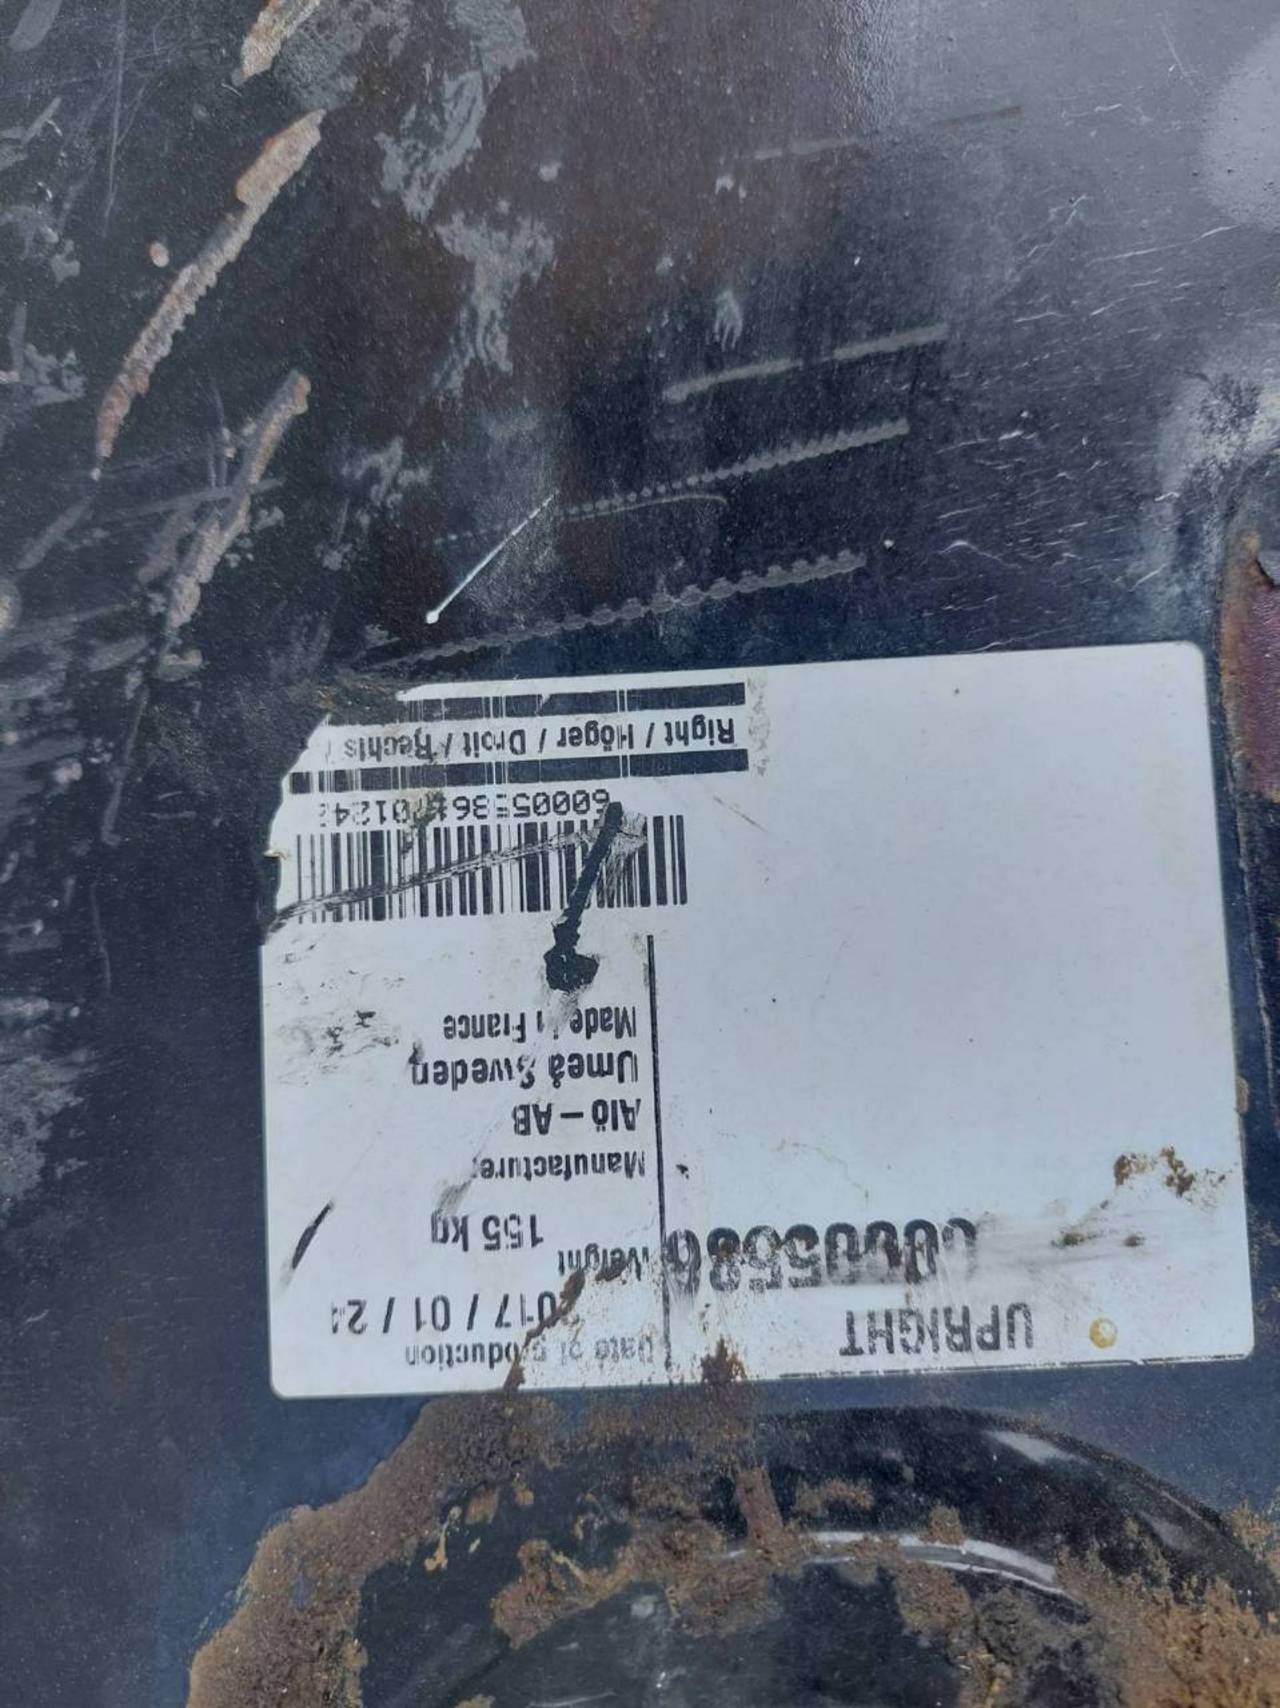 UPRIGHT
Date of production
2017 / 01 / 24
Weight
155 kg
Manufacturer
Alö – AB
Umeå Sweden
Made in France
Right / Höger / Droit / Rechts /